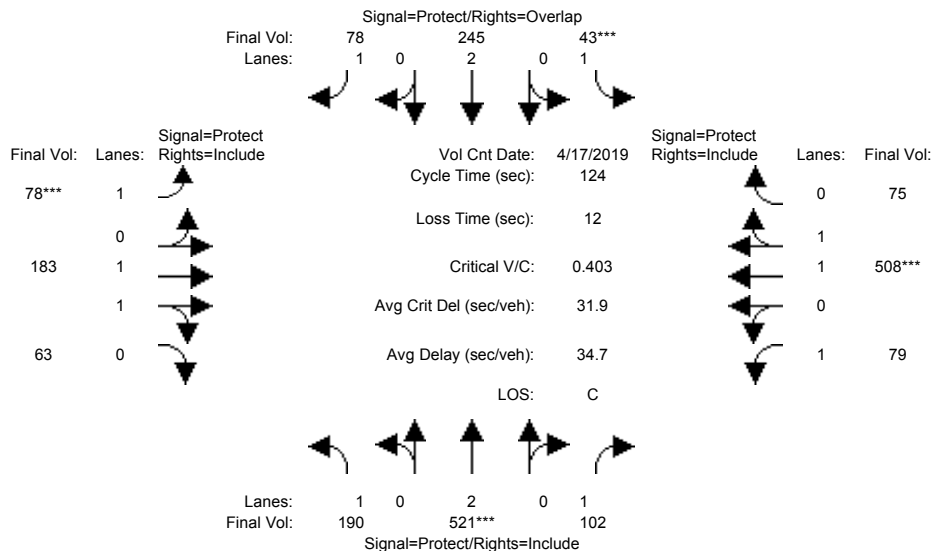 Signal=Protect/Rights=Overlap
Final Vol: 78 245 43***
Lanes: 1 0 2 0 1
Signal=Protect Signal=Protect
Final Vol: Lanes: Rights=Include Vol Cnt Date: 4/17/2019 Rights=Include Lanes: Final Vol:
Cycle Time (sec): 124
78*** 1 0 75
Loss Time (sec): 12
0 1
183 1 Critical V/C: 0.403 1 508***
1 Avg Crit Del (sec/veh): 31.9 0
63 0 Avg Delay (sec/veh): 34.7 1 79
LOS: C
Lanes: 1 0 2 0 1
Final Vol: 190 521*** 102
Signal=Protect/Rights=Include